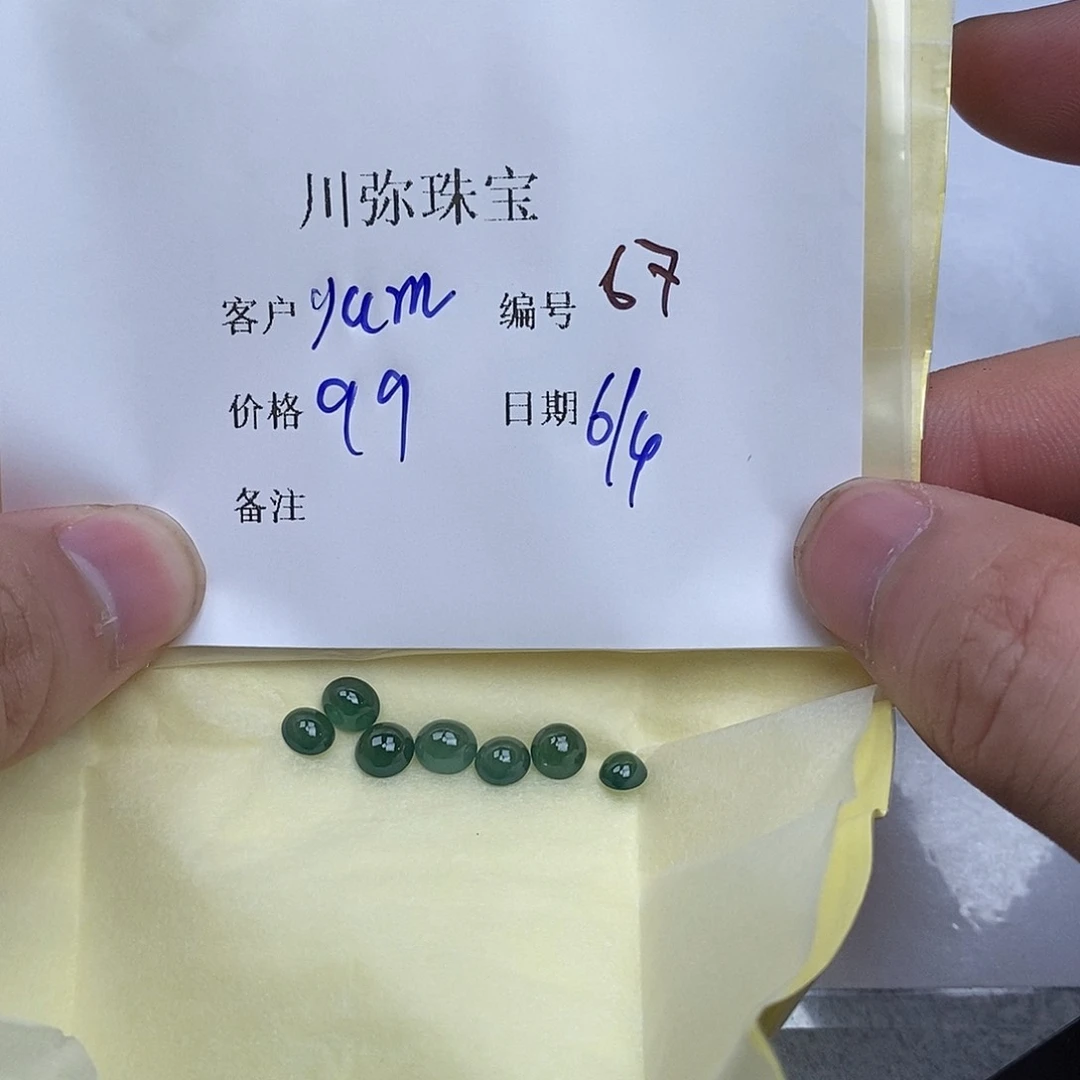 川弥珠宝
客户 yam 编号 67
价格 99 日期 6/4
备注